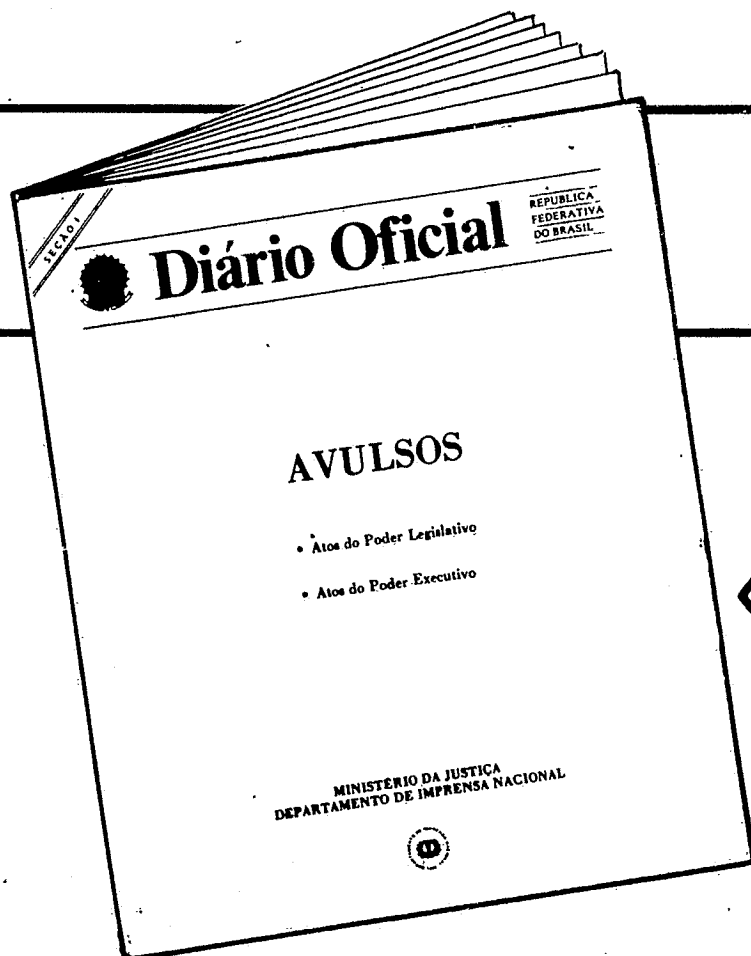 SEÇÃO I
Diário Oficial
REPÚBLICA
FEDERATIVA
DO BRASIL
AVULSOS
• Atos do Poder Legislativo
• Atos do Poder Executivo
MINISTÉRIO DA JUSTIÇA
DEPARTAMENTO DE IMPRENSA NACIONAL